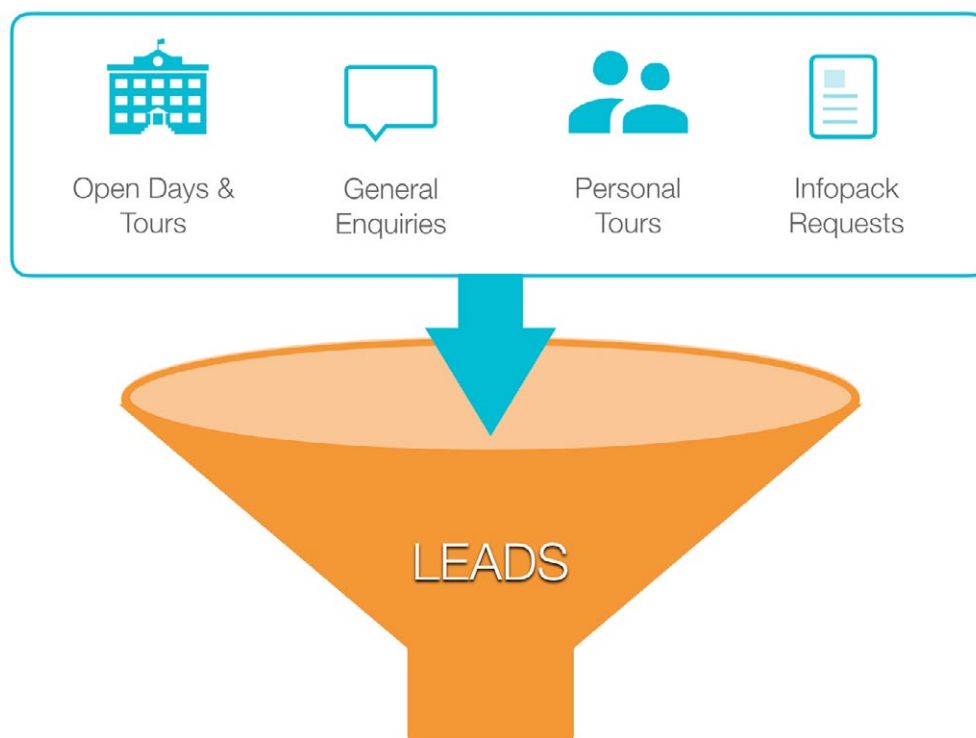 Open Days &
Tours
General
Enquiries
Personal
Tours
Infopack
Requests
LEADS